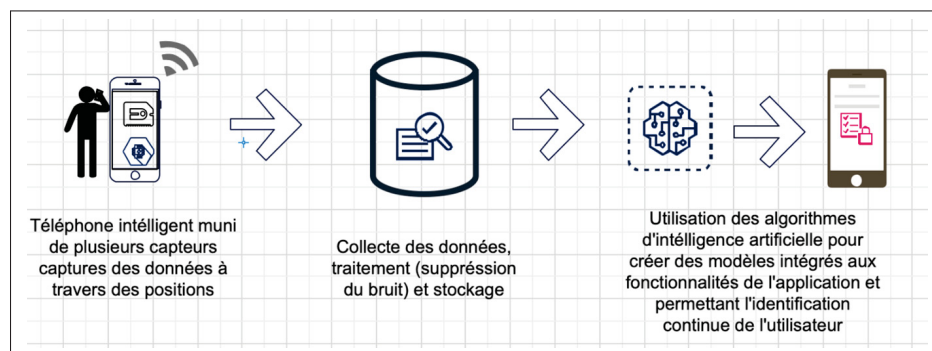 Téléphone intélligent muni
de plusieurs capteurs
captures des données à
travers des positions
Collecte des données,
traitement (suppréssion
du bruit) et stockage
Utilisation des algorithmes
d'intélligence artificielle pour
créer des modèles intégrés aux
fonctionnalités de l'application et
permettant l'identification
continue de l'utilisateur